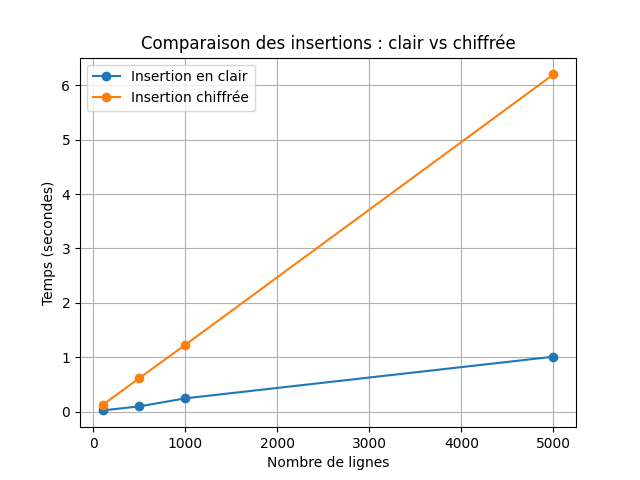 Comparaison des insertions : clair vs chiffrée
Insertion en clair
Insertion chiffrée
Temps (secondes)
6
5
4
3
2
1
0
0 1000 2000 3000 4000 5000
Nombre de lignes